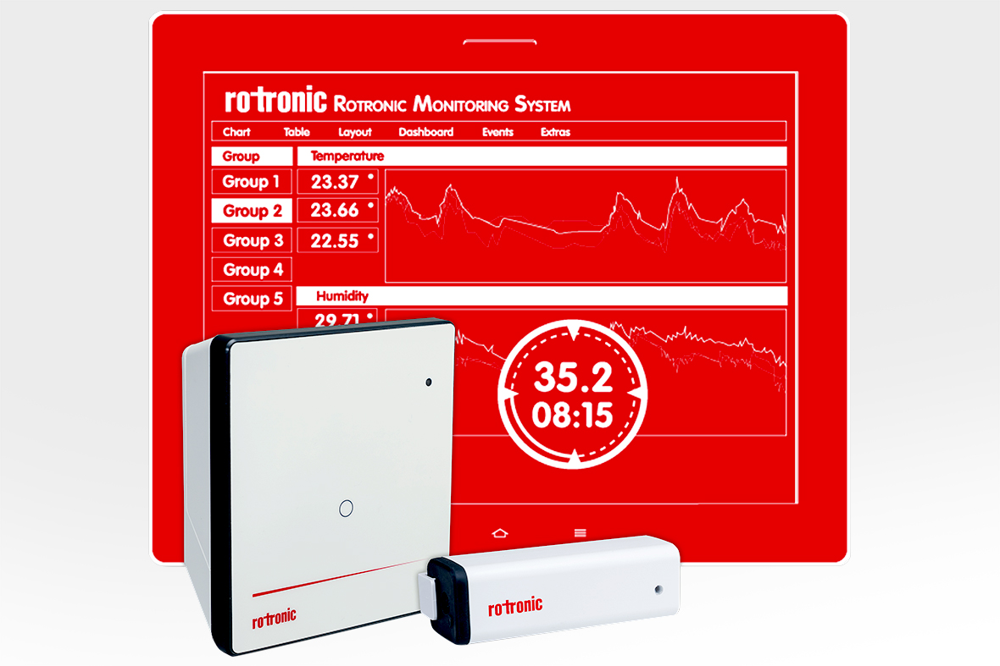 rotronic ROTRONIC MONITORING SYSTEM
Chart Table Layout Dashboard Events Extras
Group Temperature
Group 1 23.37 °
Group 2 23.66 °
Group 3 22.55 °
Group 4
Group 5 Humidity
29.71 °
35.2
08:15
rotronic
rotronic